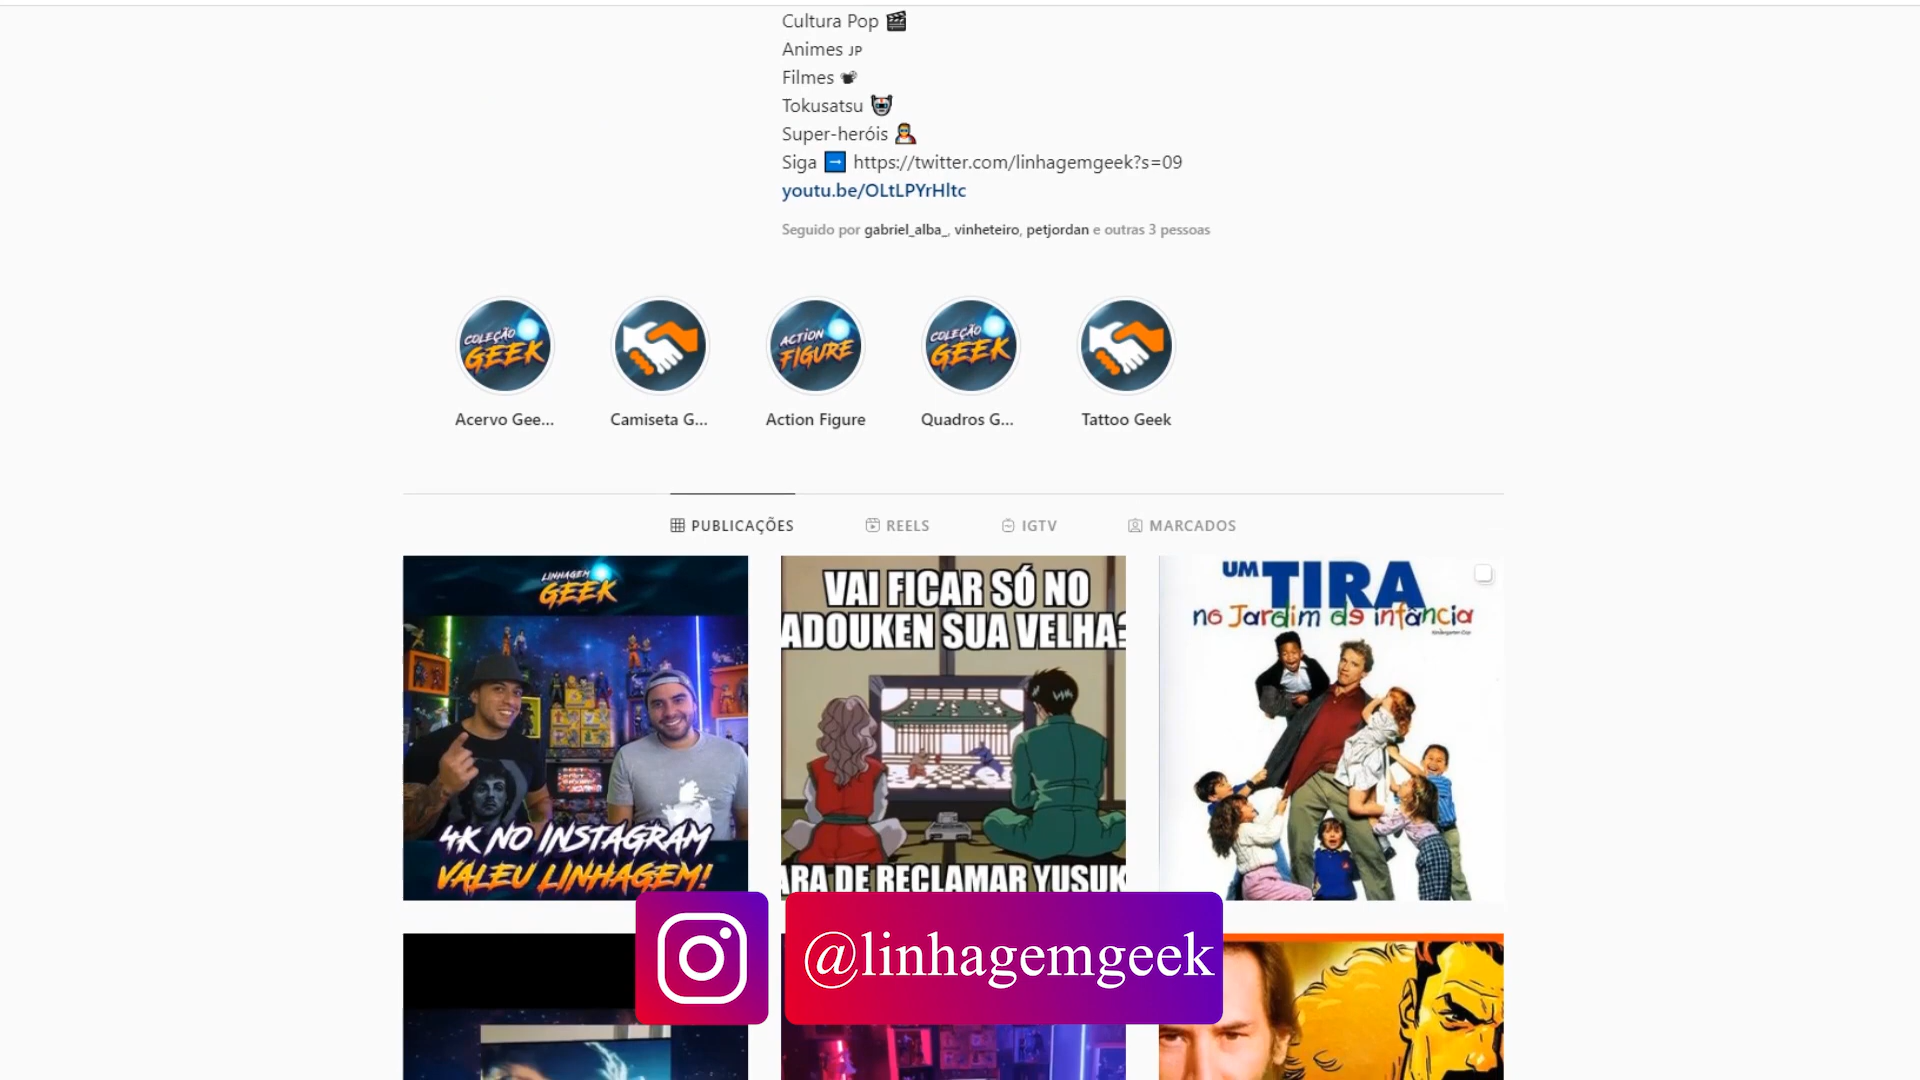 Cultura Pop 🎬
Animes JP
Filmes 📽
Tokusatsu 🤖
Super-heróis 🦸
Siga ➡ https://twitter.com/linhagemgeek?s=09
youtu.be/OLtLPYrHltc
Seguido por gabriel_alba_, vinheteiro, petjordan e outras 3 pessoas
COLEÇÃO GEEK
ACTION FIGURE
COLEÇÃO GEEK
Acervo Gee...
Camiseta G...
Action Figure
Quadros G...
Tattoo Geek
PUBLICAÇÕES
REELS
IGTV
MARCADOS
LINHAGEM
GEEK
4K NO INSTAGRAM
VALEU LINHAGEM!
VAI FICAR SÓ NO
ADOUKEN SUA VELHA?
ARA DE RECLAMAR YUSUK
UM TIRA
no Jardim de infância
Kindergarten Cop
@linhagemgeek